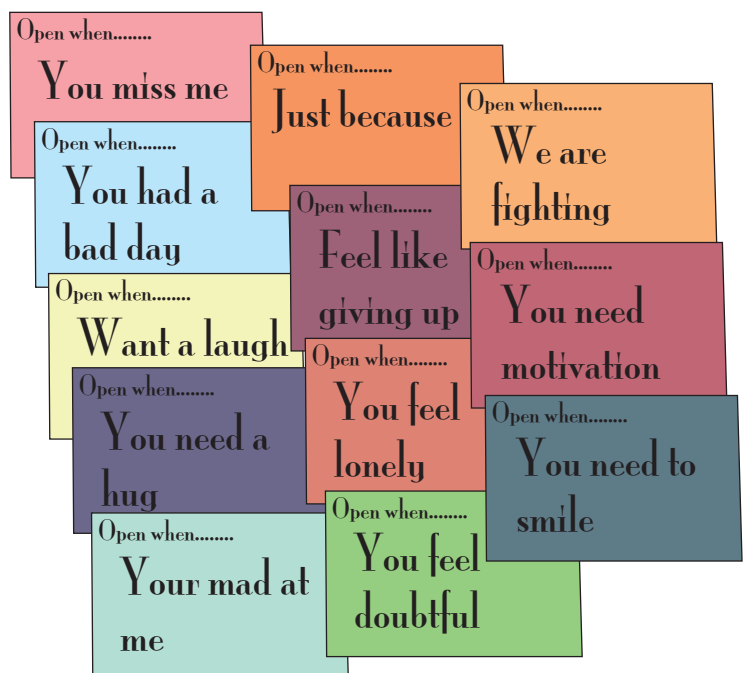 Open when........
You miss me
Open when........
You had a
bad day
Open when........
Want a laugh
Open when........
You need a
hug
Open when........
Your mad at
me
Open when........
Just because
Open when........
Feel like
giving up
Open when........
You feel
lonely
Open when........
You feel
doubtful
Open when........
We are
fighting
Open when........
You need
motivation
Open when........
You need to
smile